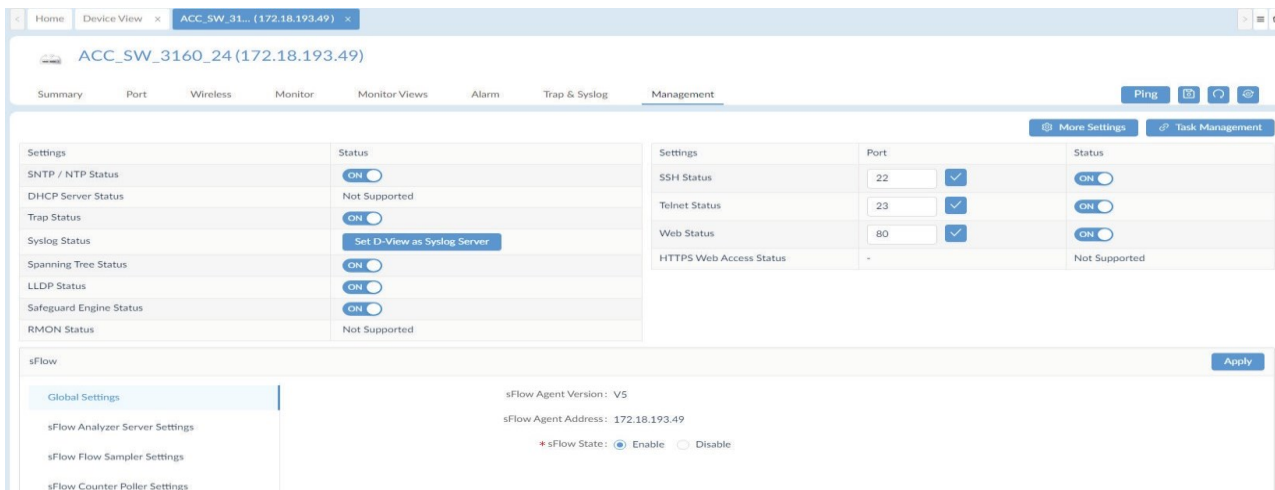 Home Device View × ACC_SW_31... (172.18.193.49) ×
ACC_SW_3160_24 (172.18.193.49)
Summary Port Wireless Monitor Monitor Views Alarm Trap & Syslog Management Ping
More Settings Task Management
Settings Status
SNTP / NTP Status ON
DHCP Server Status Not Supported
Trap Status ON
Syslog Status Set D-View as Syslog Server
Spanning Tree Status ON
LLDP Status ON
Safeguard Engine Status ON
RMON Status Not Supported
Settings Port Status
SSH Status 22 ON
Telnet Status 23 ON
Web Status 80 ON
HTTPS Web Access Status - Not Supported
sFlow Apply
Global Settings
sFlow Analyzer Server Settings
sFlow Flow Sampler Settings
sFlow Counter Poller Settings
sFlow Agent Version: V5
sFlow Agent Address: 172.18.193.49
* sFlow State: Enable Disable